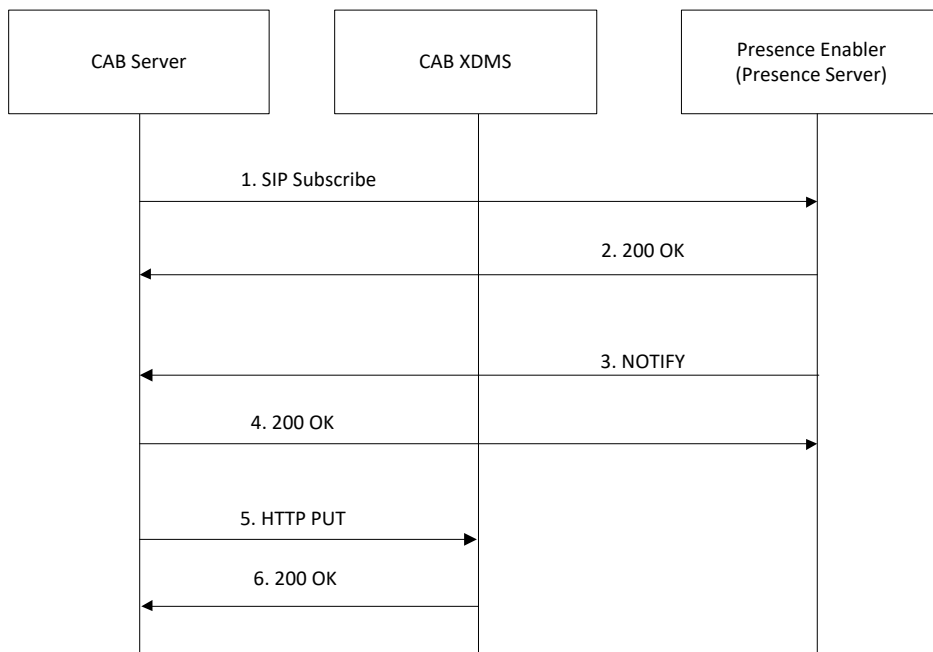 CAB Server
CAB XDMS
Presence Enabler
(Presence Server)
1. SIP Subscribe
2. 200 OK
3. NOTIFY
4. 200 OK
5. HTTP PUT
6. 200 OK